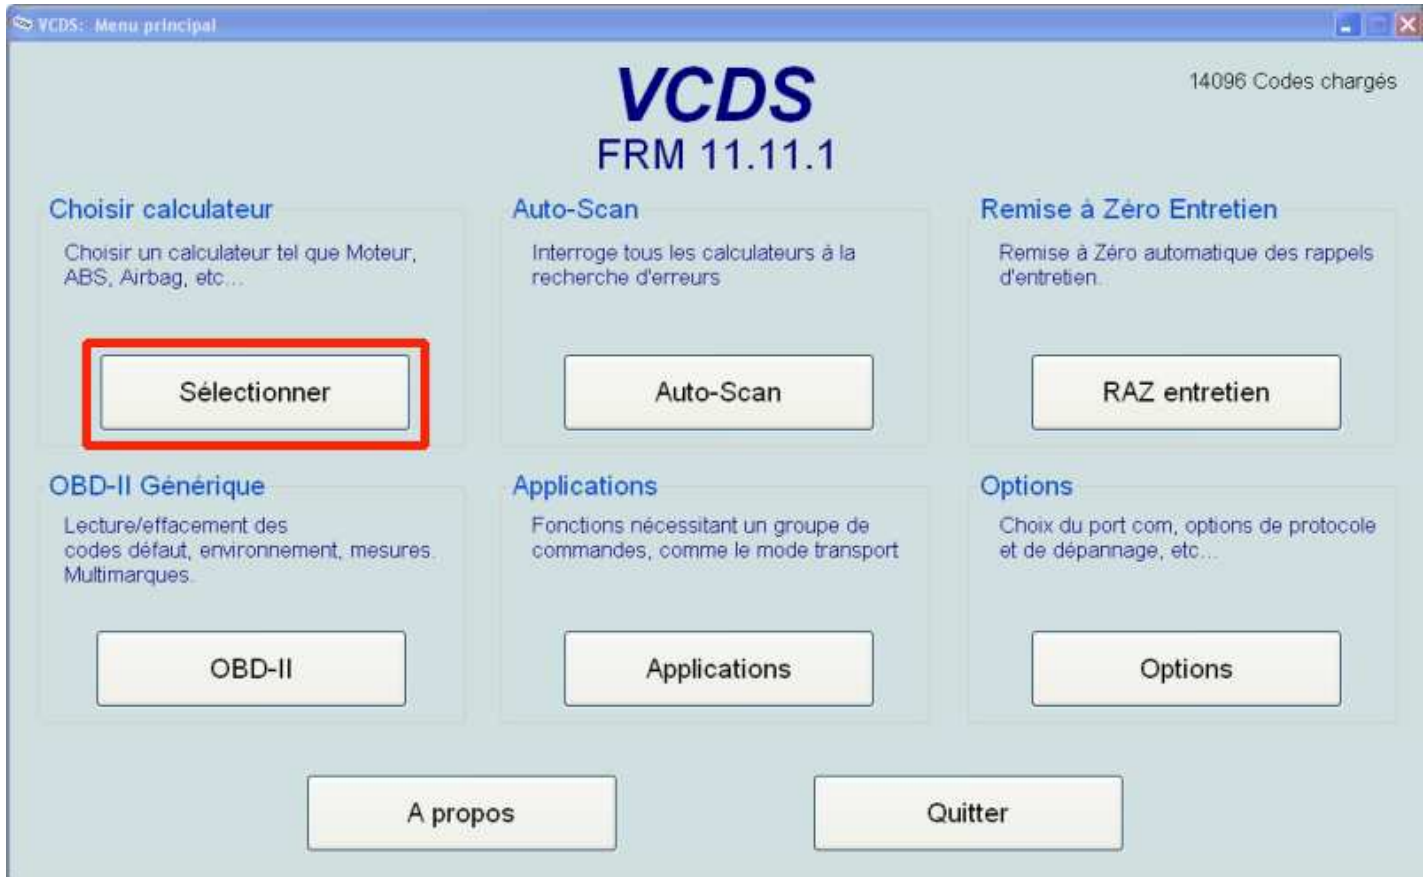 VCDS: Menu principal
VCDS
14096 Codes chargés
FRM 11.11.1
Choisir calculateur
Choisir un calculateur tel que Moteur,
ABS, Airbag, etc...
Sélectionner
Auto-Scan
Interroge tous les calculateurs à la
recherche d'erreurs
Auto-Scan
Remise à Zéro Entretien
Remise à Zéro automatique des rappels
d'entretien.
RAZ entretien
OBD-II Générique
Lecture/effacement des
codes défaut, environnement, mesures.
Multimarques.
OBD-II
Applications
Fonctions nécessitant un groupe de
commandes, comme le mode transport
Applications
Options
Choix du port com, options de protocole
et de dépannage, etc...
Options
A propos
Quitter